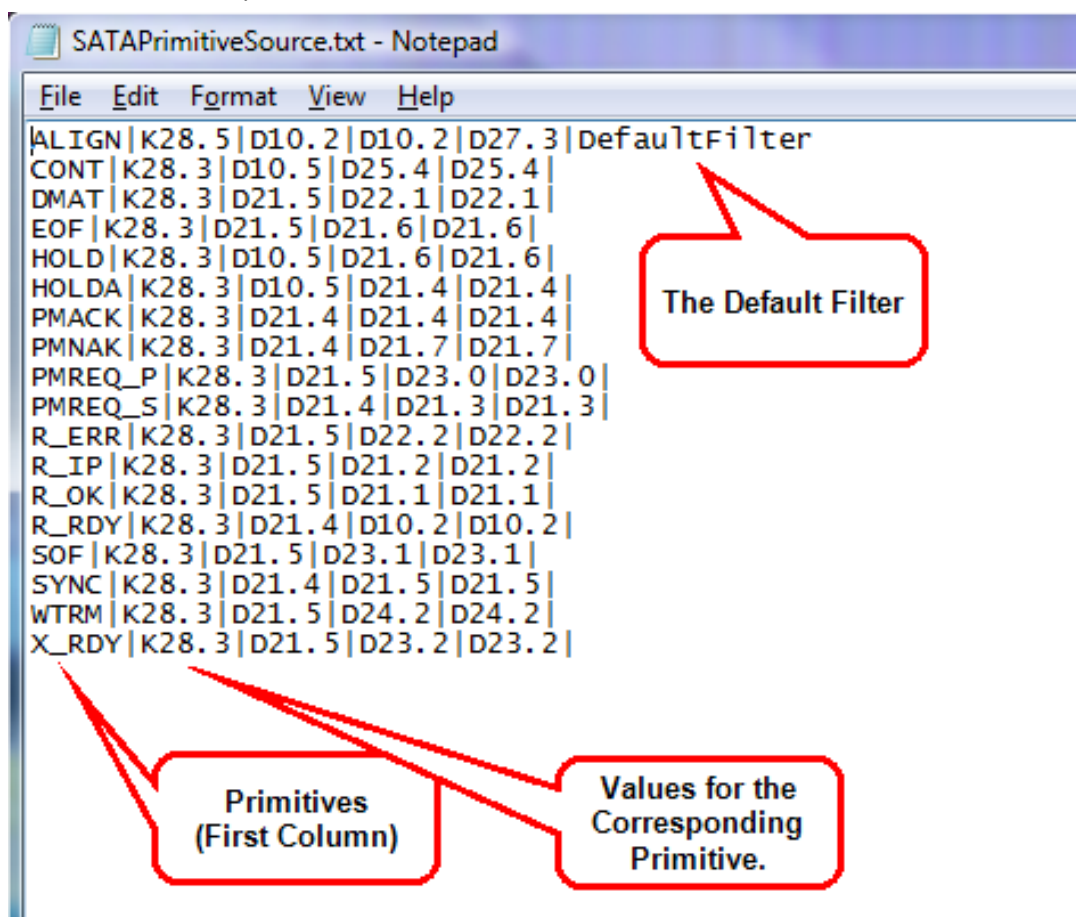 SATAPrimitiveSource.txt - Notepad
File Edit Format View Help
ALIGN|K28.5|D10.2|D10.2|D27.3|DefaultFilter
CONT|K28.3|D10.5|D25.4|D25.4|
DMAT|K28.3|D21.5|D22.1|D22.1|
EOF|K28.3|D21.5|D21.6|D21.6|
HOLD|K28.3|D10.5|D21.6|D21.6|
HOLDA|K28.3|D10.5|D21.4|D21.4|
PMACK|K28.3|D21.4|D21.4|D21.4|
PMNAK|K28.3|D21.4|D21.7|D21.7|
PMREQ_P|K28.3|D21.5|D23.0|D23.0|
PMREQ_S|K28.3|D21.4|D21.3|D21.3|
R_ERR|K28.3|D21.5|D22.2|D22.2|
R_IP|K28.3|D21.5|D21.2|D21.2|
R_OK|K28.3|D21.5|D21.1|D21.1|
R_RDY|K28.3|D21.4|D10.2|D10.2|
SOF|K28.3|D21.5|D23.1|D23.1|
SYNC|K28.3|D21.4|D21.5|D21.5|
WTRM|K28.3|D21.5|D24.2|D24.2|
X_RDY|K28.3|D21.5|D23.2|D23.2|
The Default Filter
Primitives
(First Column)
Values for the
Corresponding
Primitive.